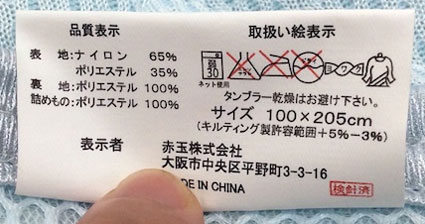 品質表示
表　地:ナイロン　65%
ポリエステル　35%
裏　地:ポリエステル　100%
詰めもの:ポリエステル　100%
取扱い絵表示
弱
30
ネット使用
タンブラー乾燥はお避け下さい。
サイズ　100×205cm
(キルティング製許容範囲+5%−3%)
表示者　赤玉株式会社
大阪市中央区平野町3-3-16
DE IN CHINA
検針済